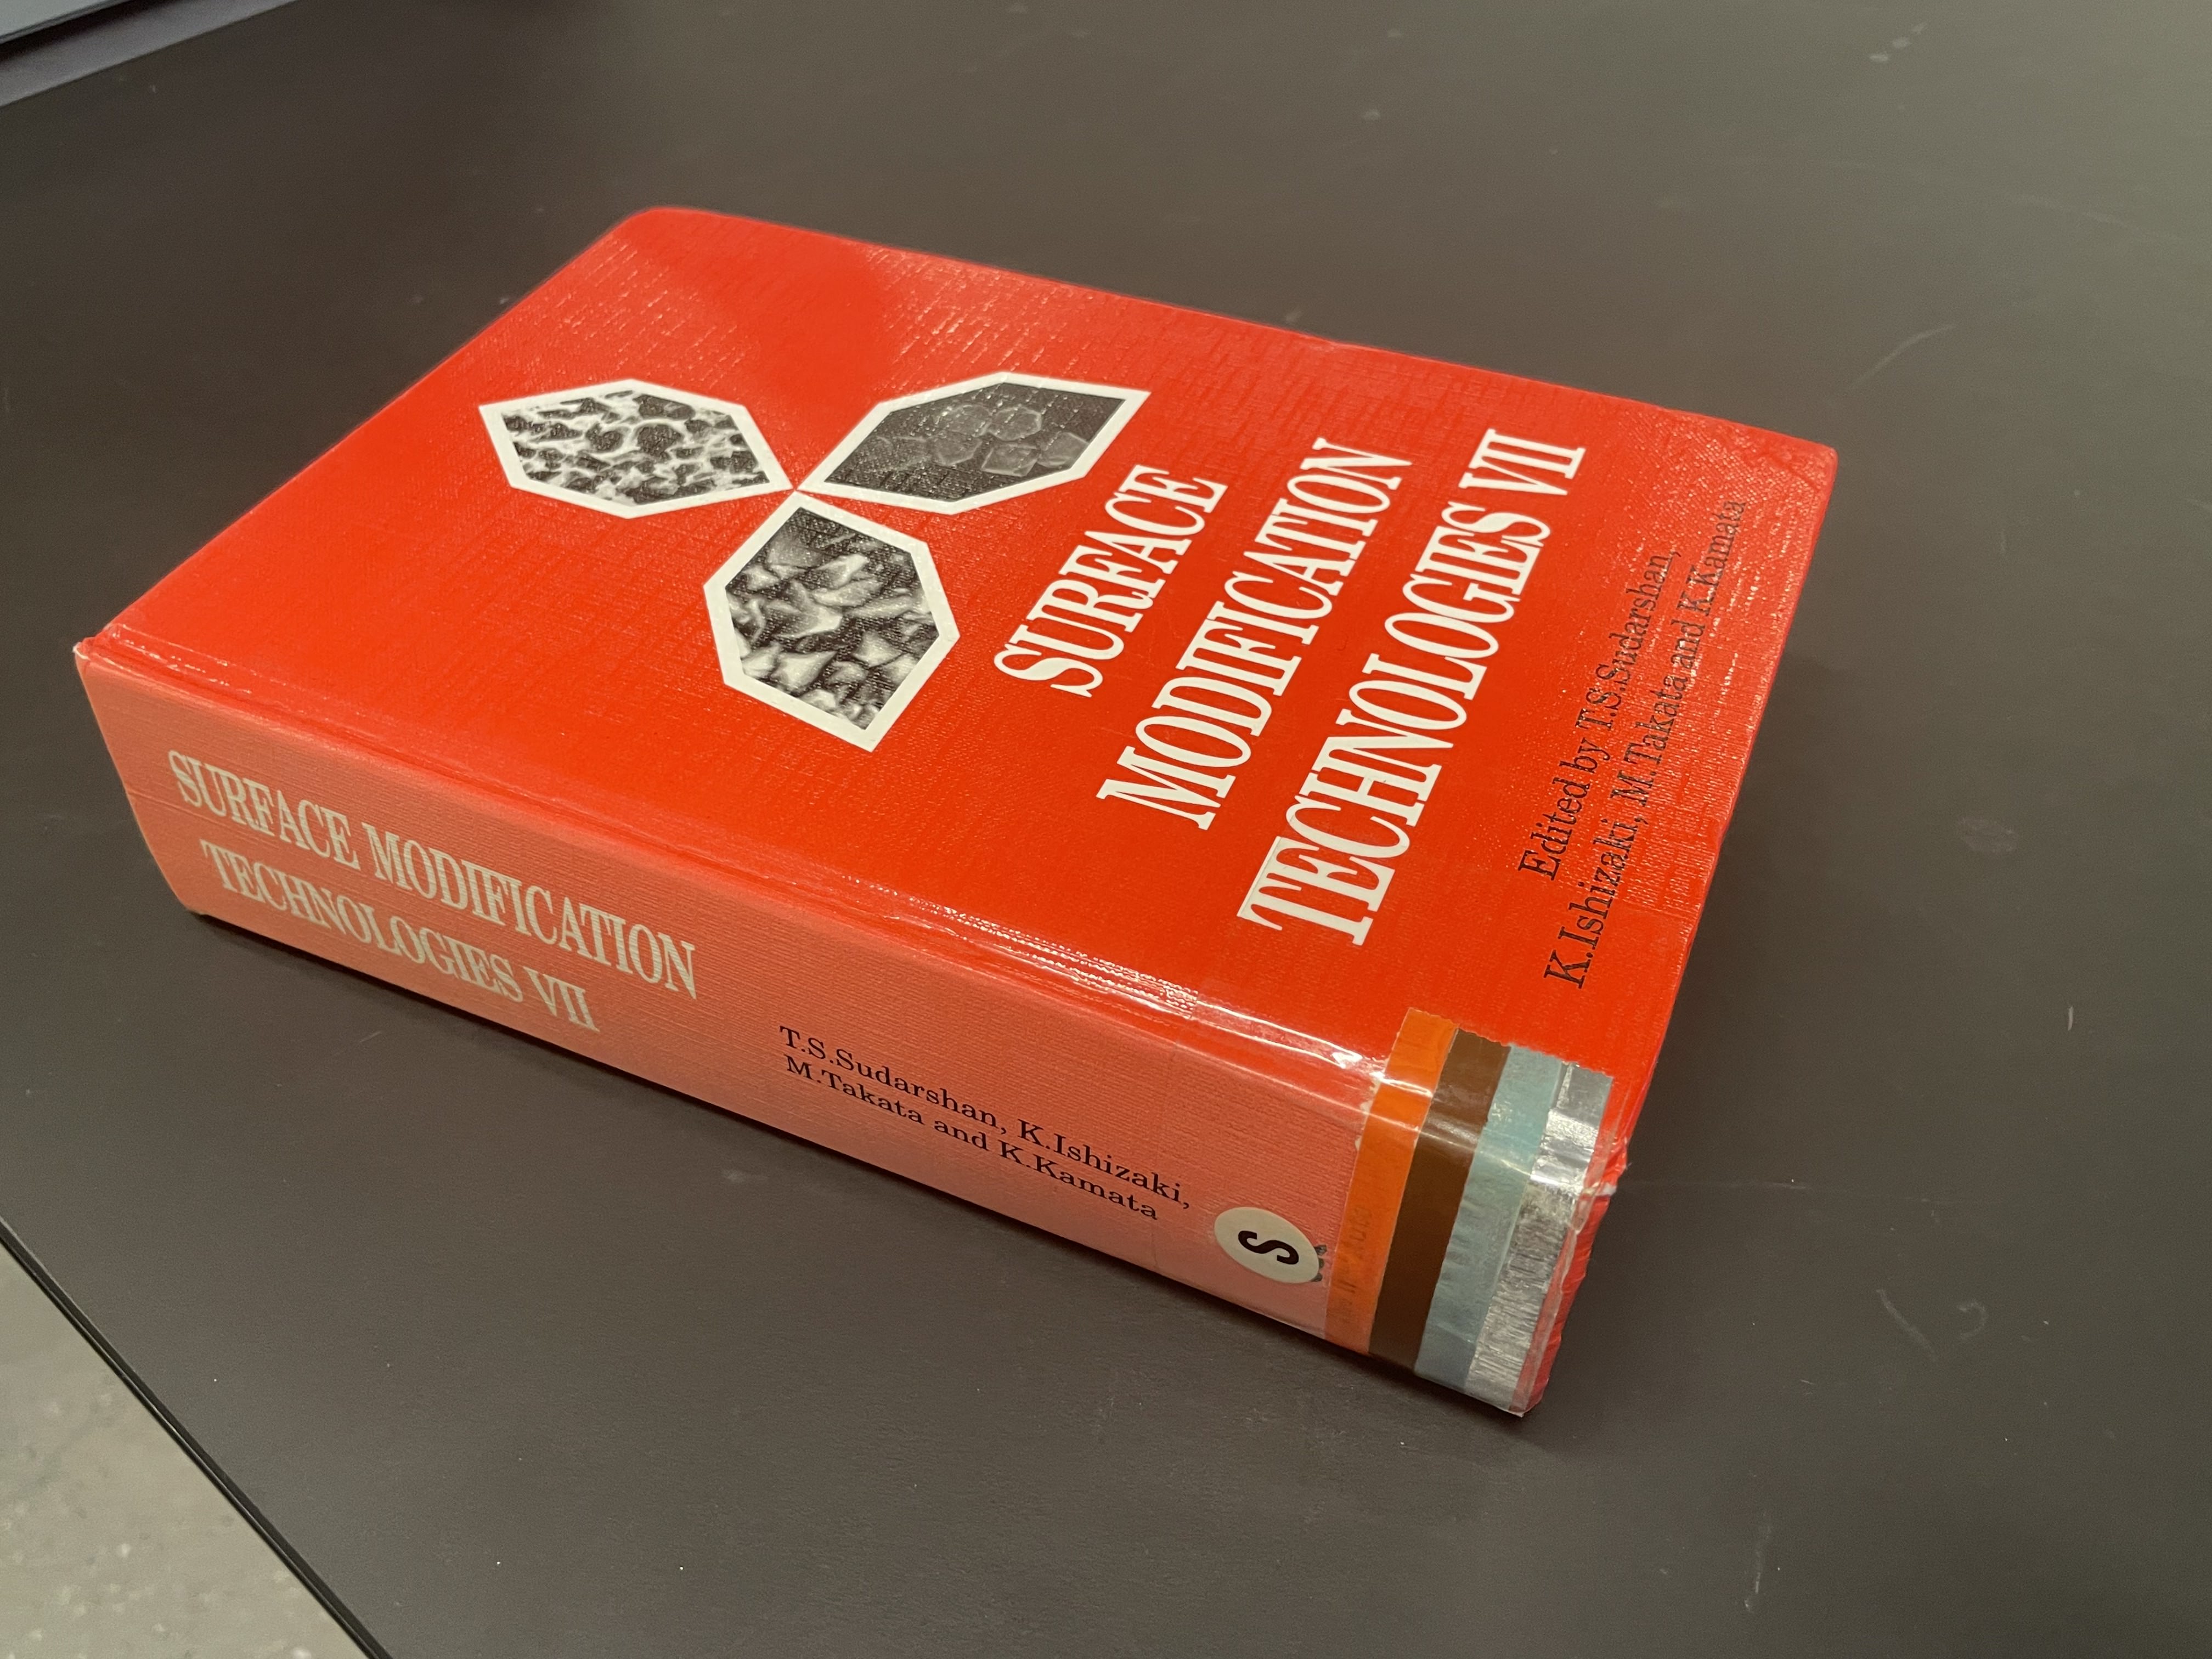 SURFACE
MODIFICATION
TECHNOLOGIES VII
Edited by T.S.Sudarshan,
K.Ishizaki, M.Takata and K.Kamata
SURFACE MODIFICATION
TECHNOLOGIES VII
T.S.Sudarshan, K.Ishizaki,
M.Takata and K.Kamata
S